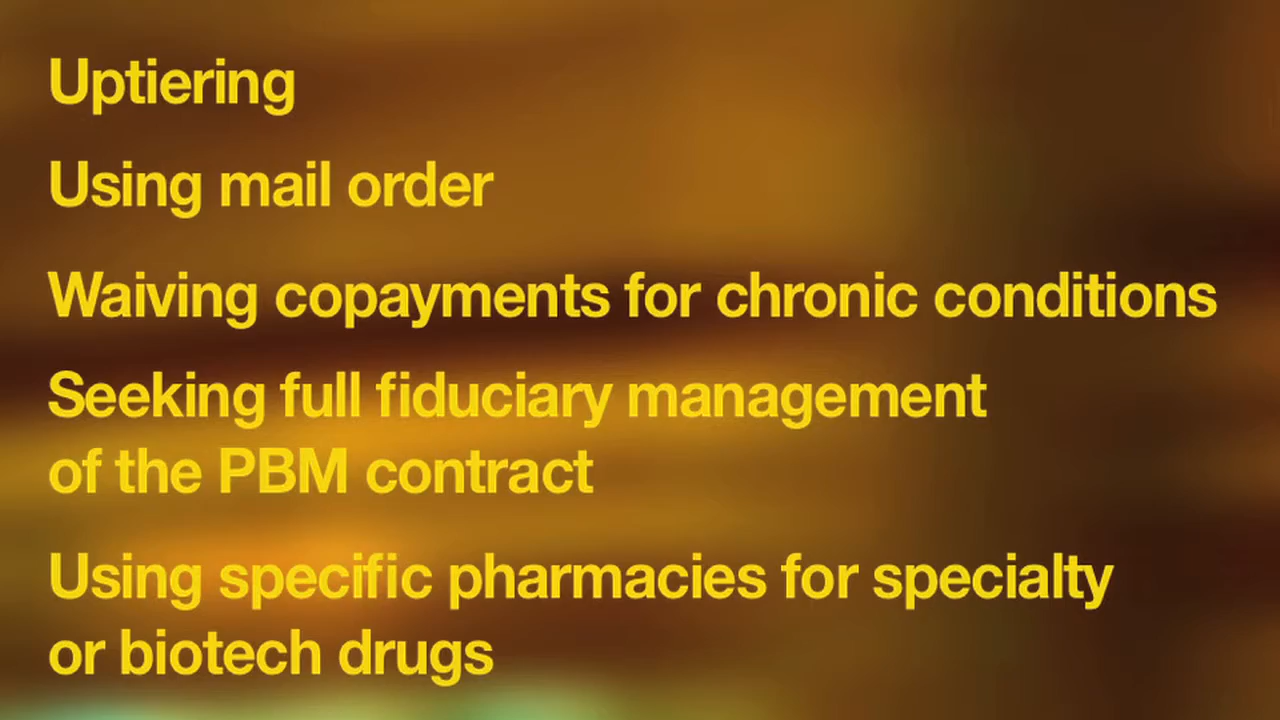 Uptiering
Using mail order
Waiving copayments for chronic conditions
Seeking full fiduciary management
of the PBM contract
Using specific pharmacies for specialty
or biotech drugs